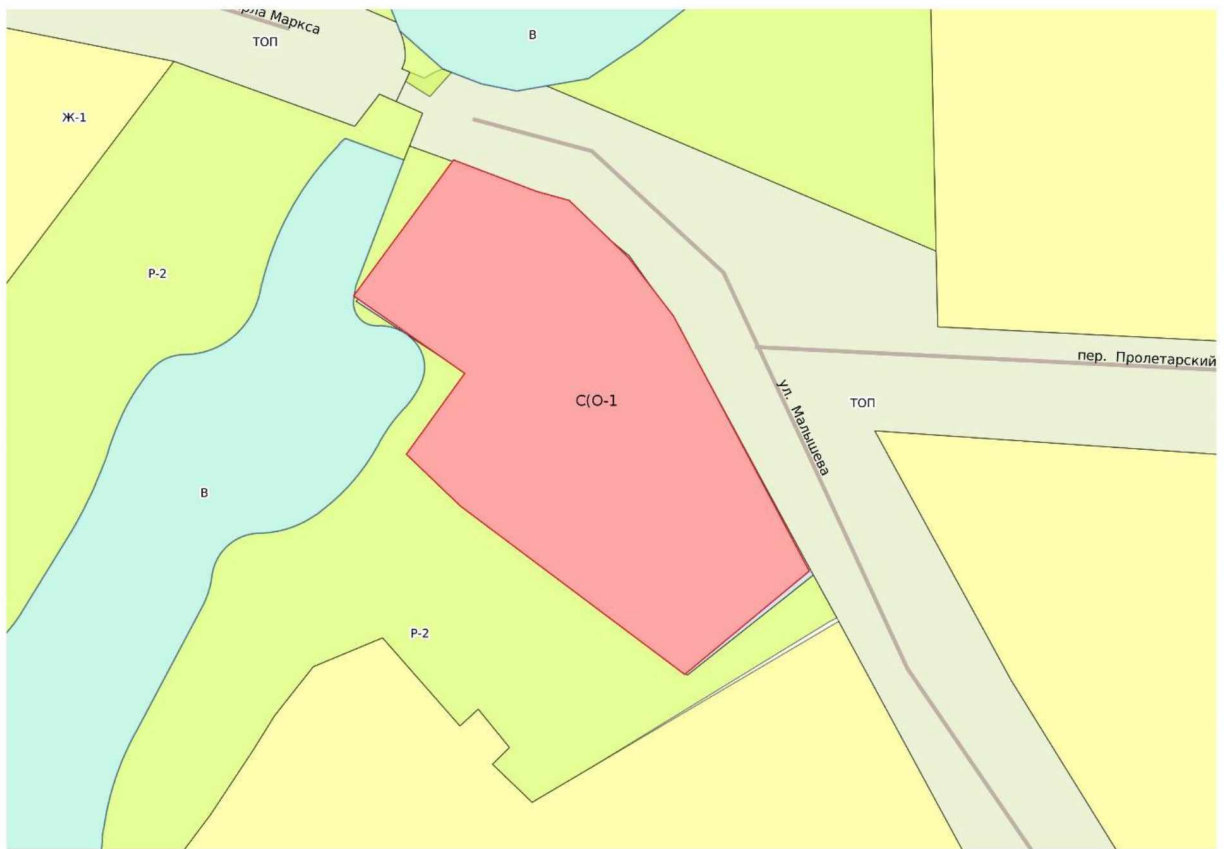 рла Маркса
В
ТОП
Ж-1
Р-2
пер. Пролетарский
С(О-1
ТОП
ул. Малышева
В
Р-2